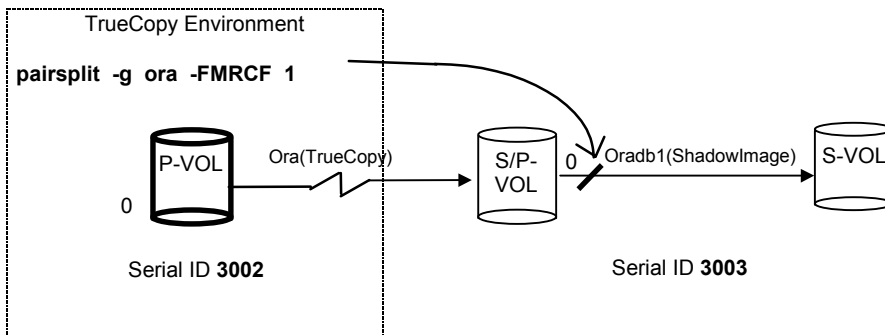 TrueCopy Environment
pairsplit -g ora -FMRCF 1
P-VOL
Ora(TrueCopy)
S/P-
VOL
0
Oradb1(ShadowImage)
S-VOL
0
Serial ID 3002
Serial ID 3003